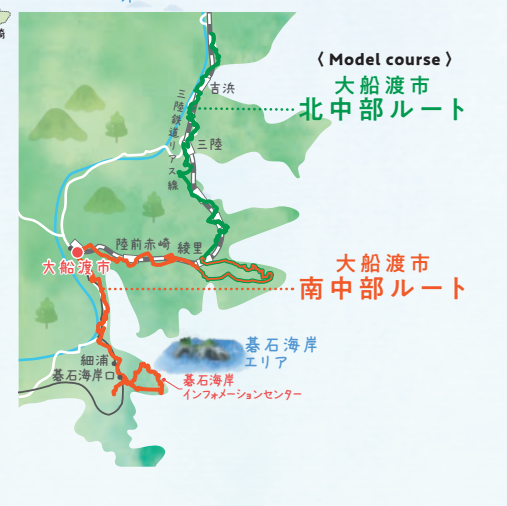 崎
〈 Model course 〉
大船渡市
北中部ルート
吉浜
三陸鉄道リアス線
三陸
陸前赤崎
綾里
大船渡市
大船渡市
南中部ルート
碁石海岸
エリア
細浦
碁石海岸口
碁石海岸
インフォメーションセンター